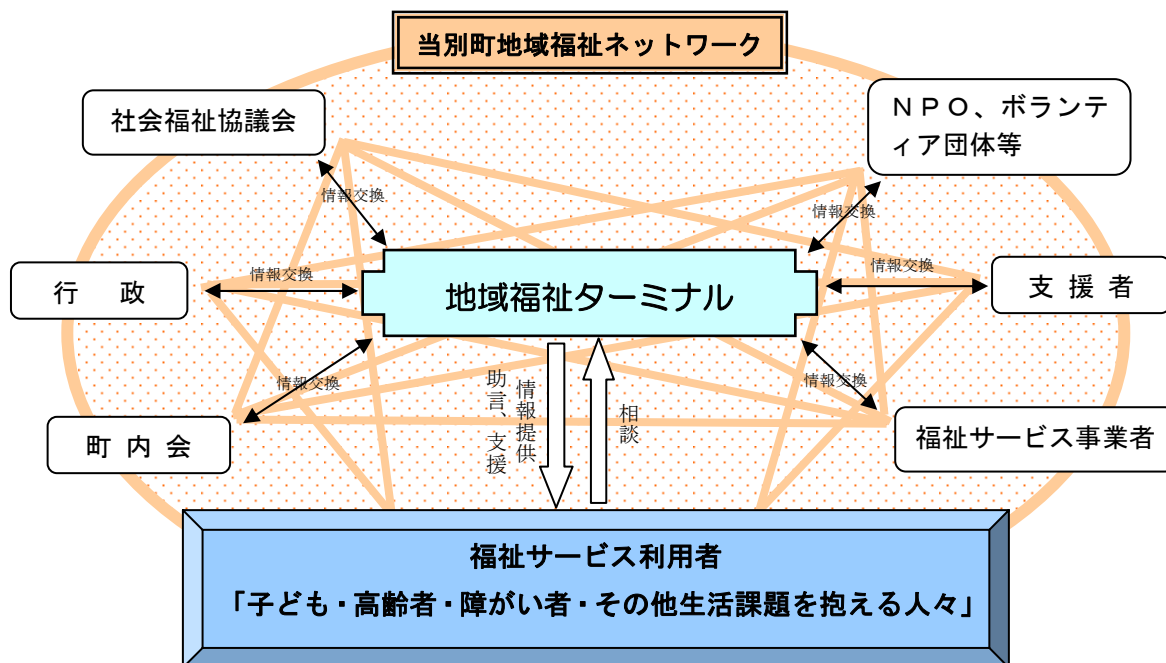 当別町地域福祉ネットワーク
社会福祉協議会
ＮＰＯ、ボランテ
ィア団体等
情報交換
情報交換
行　政
情報交換
地域福祉ターミナル
情報交換
支 援 者
情報交換
情報交換
町 内 会
福祉サービス事業者
情報提供
助言、支援
相談
福祉サービス利用者
「子ども・高齢者・障がい者・その他生活課題を抱える人々」